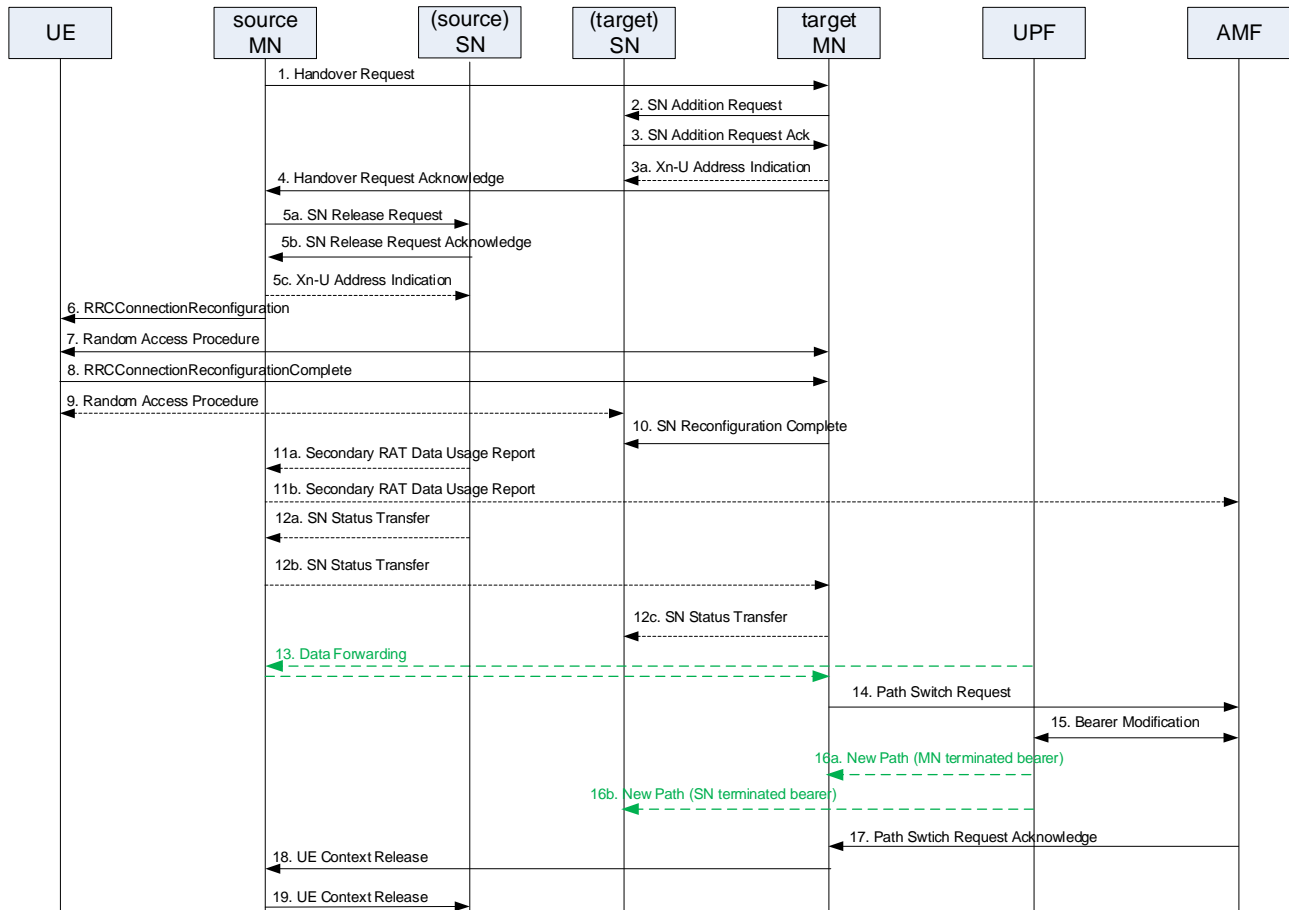 UE
source
MN
(source)
SN
(target)
SN
target
MN
UPF
AMF
1. Handover Request
2. SN Addition Request
3. SN Addition Request Ack
3a. Xn-U Address Indication
4. Handover Request Acknowledge
5a. SN Release Request
5b. SN Release Request Acknowledge
5c. Xn-U Address Indication
6. RRCConnectionReconfiguration
7. Random Access Procedure
8. RRCConnectionReconfigurationComplete
9. Random Access Procedure
10. SN Reconfiguration Complete
11a. Secondary RAT Data Usage Report
11b. Secondary RAT Data Usage Report
12a. SN Status Transfer
12b. SN Status Transfer
12c. SN Status Transfer
13. Data Forwarding
14. Path Switch Request
15. Bearer Modification
16a. New Path (MN terminated bearer)
16b. New Path (SN terminated bearer)
17. Path Swtich Request Acknowledge
18. UE Context Release
19. UE Context Release